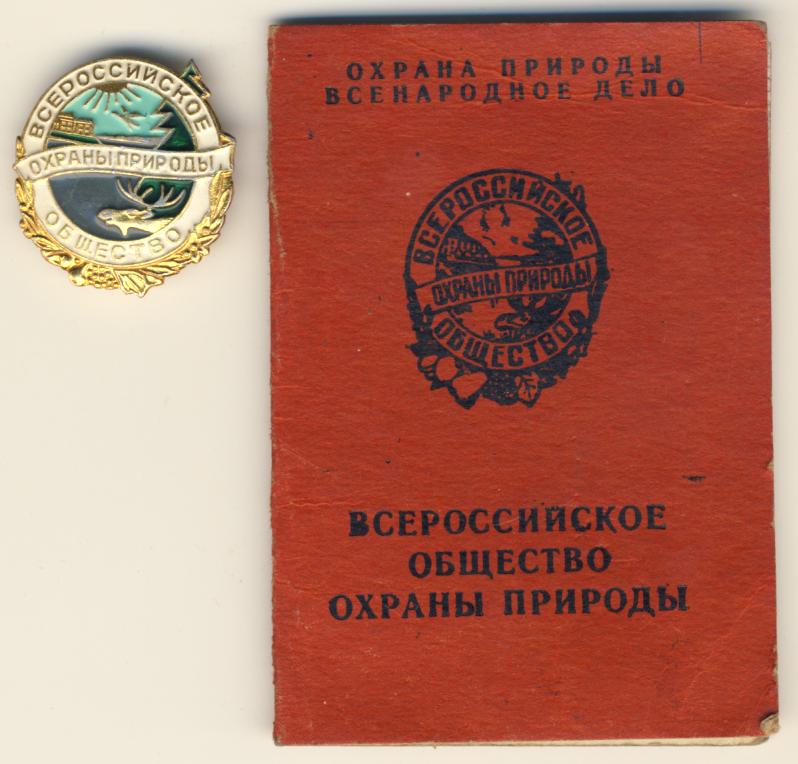 ВСЕРОССИЙСКОЕ
ОХРАНЫ ПРИРОДЫ
ОБЩЕСТВО
ОХРАНА ПРИРОДЫ
ВСЕНАРОДНОЕ ДЕЛО
ВСЕРОССИЙСКОЕ
ОХРАНЫ ПРИРОДЫ
ОБЩЕСТВО
ВСЕРОССИЙСКОЕ
ОБЩЕСТВО
ОХРАНЫ ПРИРОДЫ